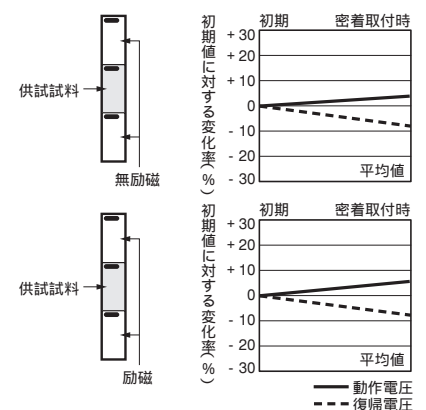 供試試料
無励磁
初期値に対する変化率(%)
初期 密着取付時
+ 30
+ 20
+ 10
0
- 10
- 20
- 30
平均値
供試試料
励磁
初期値に対する変化率(%)
初期 密着取付時
+ 30
+ 20
+ 10
0
- 10
- 20
- 30
平均値
動作電圧
復帰電圧